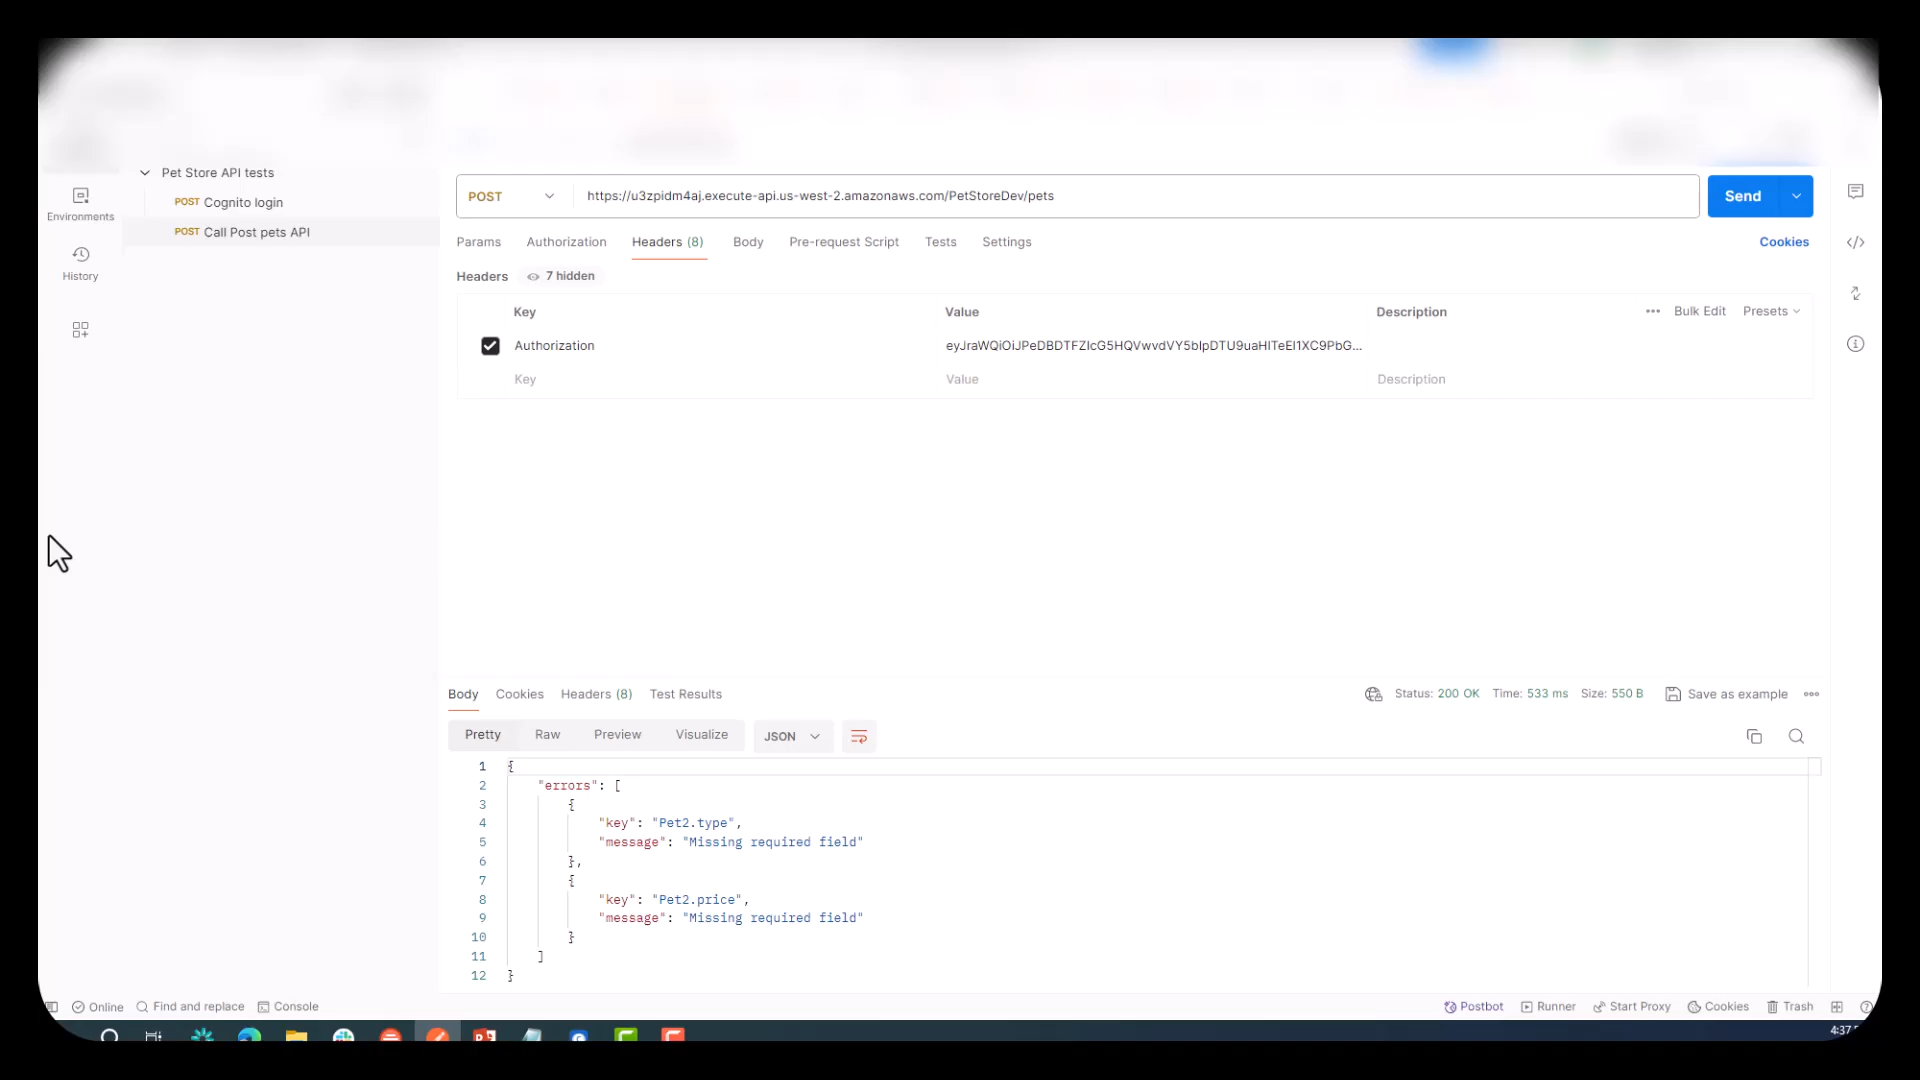 Pet Store API tests
Environments
POST Cognito login
POST Call Post pets API
History
POST
https://u3zpidm4aj.execute-api.us-west-2.amazonaws.com/PetStoreDev/pets
Send
Params Authorization Headers (8) Body Pre-request Script Tests Settings Cookies
Headers 7 hidden
Key Value Description Bulk Edit Presets
Authorization eyJraWQiOiJPeDBDTFZIcG5HQVwvdVY5blpDTU9uaHlTeEI1XC9PbG...
Key Value Description
Body Cookies Headers (8) Test Results Status: 200 OK Time: 533 ms Size: 550 B Save as example
Pretty Raw Preview Visualize JSON
1 {
2 "errors": [
3 {
4 "key": "Pet2.type",
5 "message": "Missing required field"
6 },
7 {
8 "key": "Pet2.price",
9 "message": "Missing required field"
10 }
11 ]
12 }
Online Find and replace Console Postbot Runner Start Proxy Cookies Trash
4:37